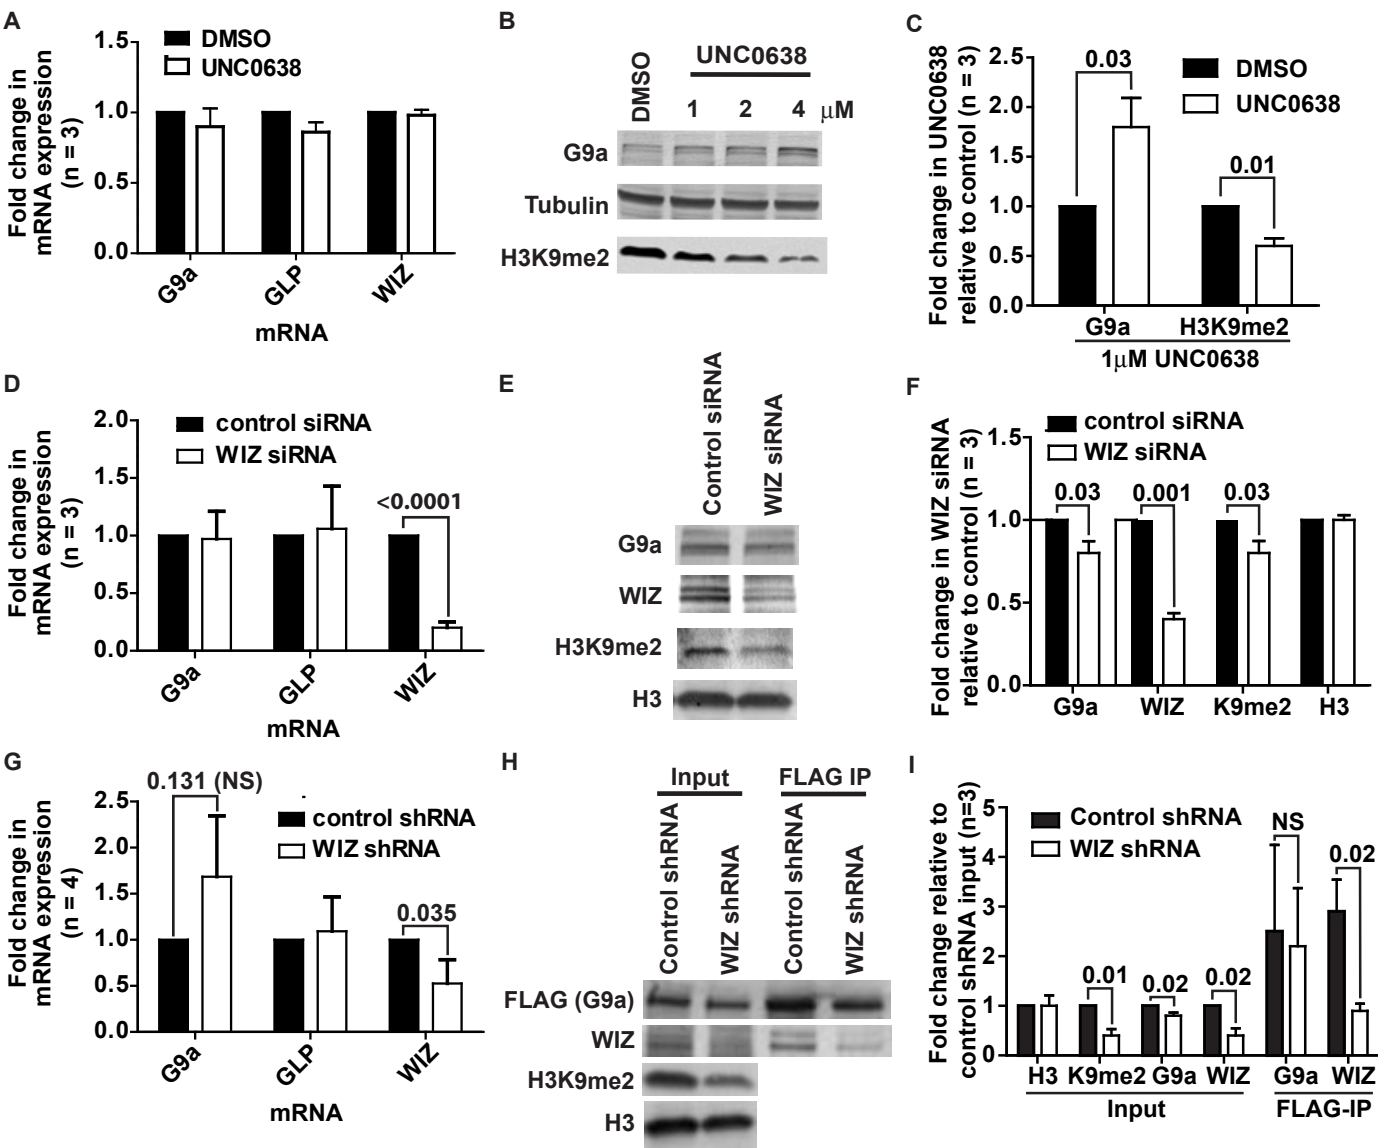 A
Fold change in
mRNA expression
(n = 3)
1.5
1.0
0.5
0.0
DMSO
UNC0638
G9a
GLP
WIZ
mRNA
B
DMSO
UNC0638
1 2 4 μM
G9a
Tubulin
H3K9me2
C
Fold change in UNC0638
relative to control (n = 3)
2.5
2.0
1.5
1.0
0.5
0.0
DMSO
UNC0638
0.03
0.01
G9a H3K9me2
1μM UNC0638
D
Fold change in
mRNA expression
(n = 3)
2.0
1.5
1.0
0.5
0.0
control siRNA
WIZ siRNA
<0.0001
G9a
GLP
WIZ
mRNA
E
Control siRNA
WIZ siRNA
G9a
WIZ
H3K9me2
H3
F
Fold change in WIZ siRNA
relative to control (n = 3)
1.5
1.0
0.5
0.0
control siRNA
WIZ siRNA
0.03
0.001
0.03
G9a WIZ K9me2 H3
G
Fold change in
mRNA expression
(n = 4)
2.5
2.0
1.5
1.0
0.5
0.0
0.131 (NS)
control shRNA
WIZ shRNA
0.035
G9a
GLP
WIZ
mRNA
H
Input FLAG IP
Control shRNA
WIZ shRNA
Control shRNA
WIZ shRNA
FLAG (G9a)
WIZ
H3K9me2
H3
I
Fold change relative to
control shRNA input (n=3)
5
4
3
2
1
0
Control shRNA
WIZ shRNA
0.01
0.02
0.02
NS
0.02
H3 K9me2 G9a WIZ G9a WIZ
Input FLAG-IP